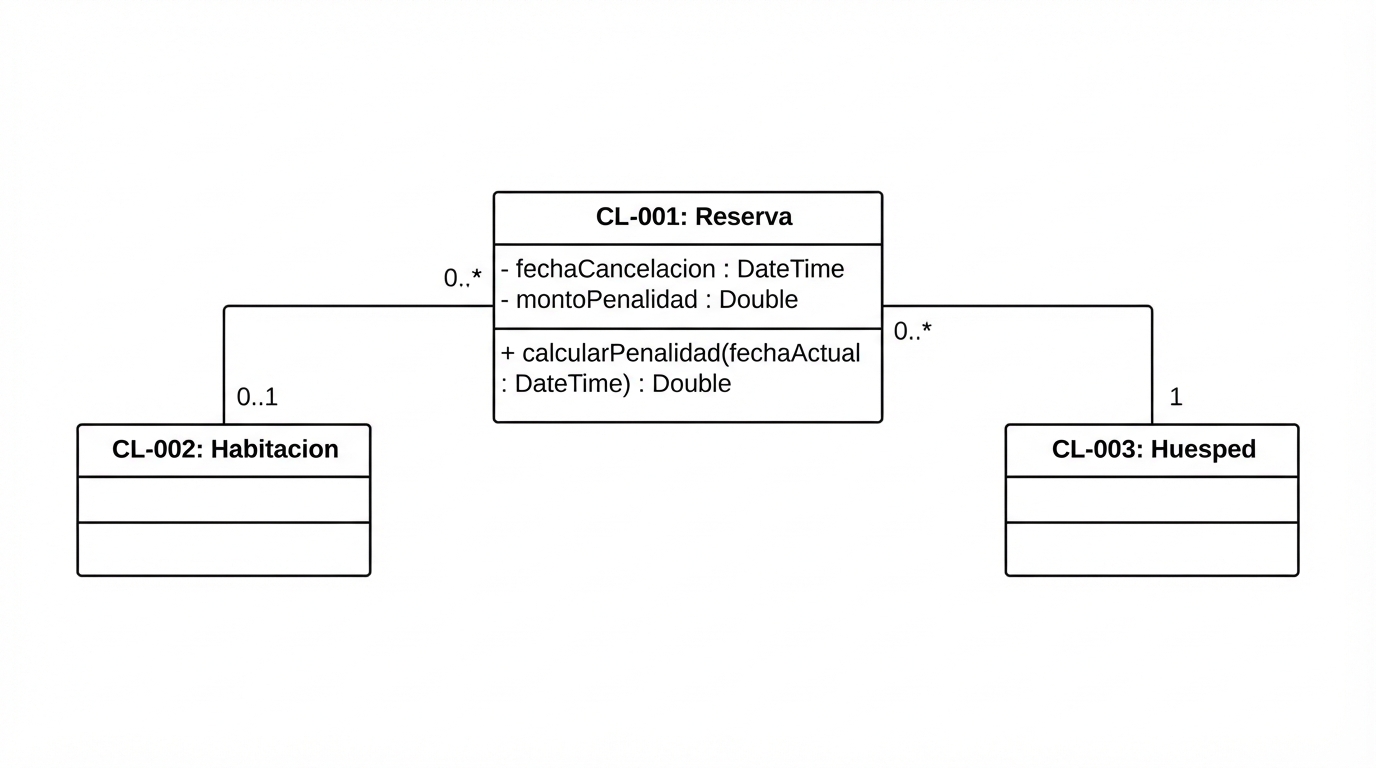 CL-001: Reserva
- fechaCancelacion : DateTime
- montoPenalidad : Double
+ calcularPenalidad(fechaActual
: DateTime) : Double
0..*
0..*
0..1
1
CL-002: Habitacion
CL-003: Huesped